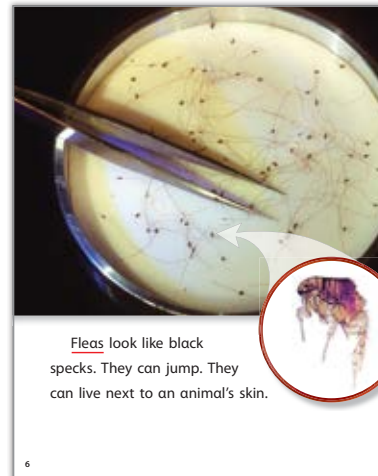 Fleas look like black
specks. They can jump. They
can live next to an animal’s skin.
6